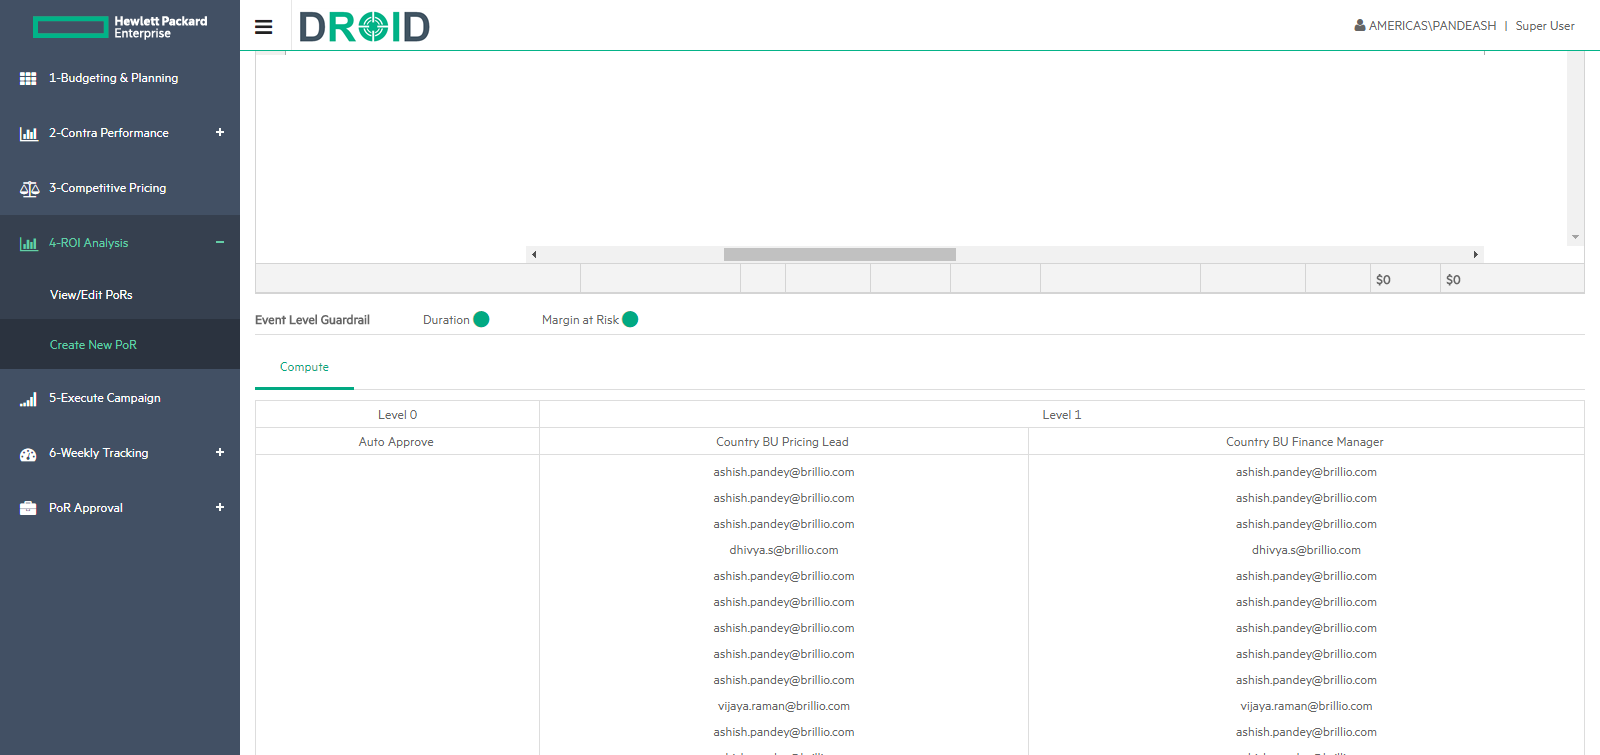 Hewlett Packard
Enterprise
DROID
AMERICAS\PANDEASH | Super User
1-Budgeting & Planning
2-Contra Performance +
3-Competitive Pricing
4-ROI Analysis −
View/Edit PoRs
Create New PoR
5-Execute Campaign
6-Weekly Tracking +
PoR Approval +
$0 $0
Event Level Guardrail Duration Margin at Risk
Compute
Level 0 Level 1
Auto Approve Country BU Pricing Lead Country BU Finance Manager
ashish.pandey@brillio.com ashish.pandey@brillio.com
ashish.pandey@brillio.com ashish.pandey@brillio.com
ashish.pandey@brillio.com ashish.pandey@brillio.com
dhivya.s@brillio.com dhivya.s@brillio.com
ashish.pandey@brillio.com ashish.pandey@brillio.com
ashish.pandey@brillio.com ashish.pandey@brillio.com
ashish.pandey@brillio.com ashish.pandey@brillio.com
ashish.pandey@brillio.com ashish.pandey@brillio.com
ashish.pandey@brillio.com ashish.pandey@brillio.com
vijaya.raman@brillio.com vijaya.raman@brillio.com
ashish.pandey@brillio.com ashish.pandey@brillio.com